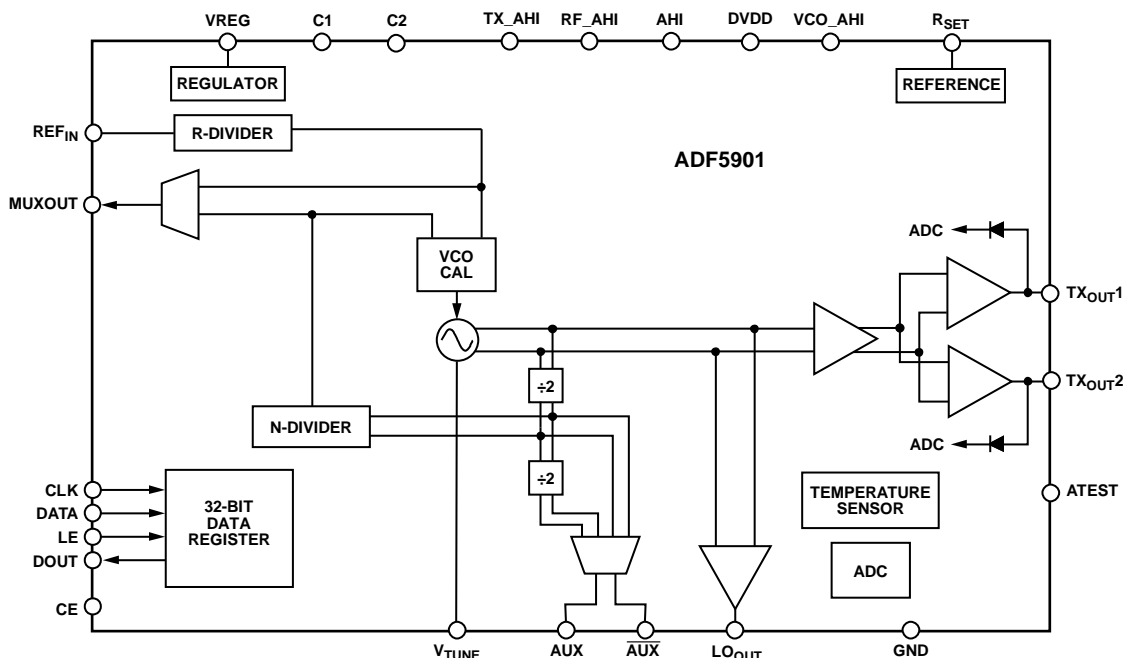 VREG
C1
C2
TX_AHI
RF_AHI
AHI
DVDD
VCO_AHI
RSET
REGULATOR
REFERENCE
REFIN
R-DIVIDER
ADF5901
MUXOUT
VCO
CAL
ADC
TXOUT1
÷2
TXOUT2
N-DIVIDER
ADC
÷2
CLK
DATA
LE
DOUT
CE
32-BIT
DATA
REGISTER
TEMPERATURE
SENSOR
ATEST
ADC
VTUNE
AUX
AUX
LOOUT
GND